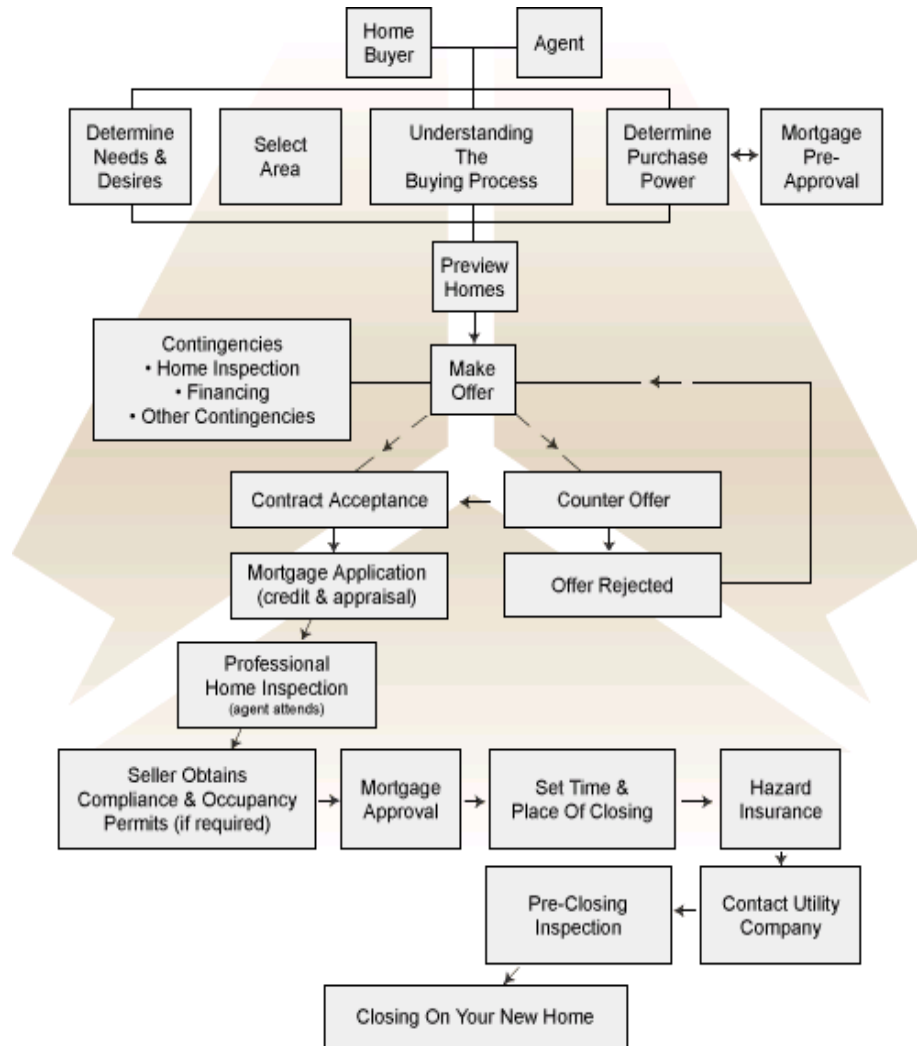 Home
Buyer
Agent
Determine
Needs &
Desires
Select
Area
Understanding
The
Buying Process
Determine
Purchase
Power
Mortgage
Pre-
Approval
Preview
Homes
Contingencies
• Home Inspection
• Financing
• Other Contingencies
Make
Offer
Contract Acceptance
Counter Offer
Mortgage Application
(credit & appraisal)
Offer Rejected
Professional
Home Inspection
(agent attends)
Seller Obtains
Compliance & Occupancy
Permits (if required)
Mortgage
Approval
Set Time &
Place Of Closing
Hazard
Insurance
Pre-Closing
Inspection
Contact Utility
Company
Closing On Your New Home